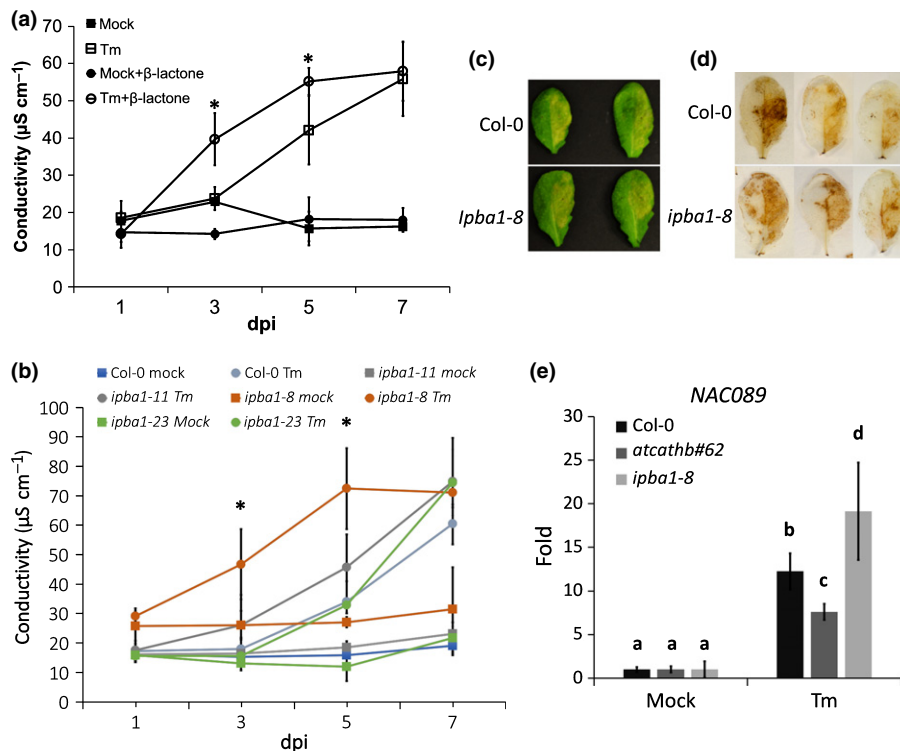 (a)
70
60
50
40
30
20
10
0
Conductivity (µS cm⁻¹)
Mock
Tm
Mock+β-lactone
Tm+β-lactone
*
*
1 3 5 7
dpi
(b)
Col-0 mock Col-0 Tm ipba1-11 mock
ipba1-11 Tm ipba1-8 mock ipba1-8 Tm
ipba1-23 Mock ipba1-23 Tm
100
90
80
70
60
50
40
30
20
10
0
Conductivity (µS cm⁻¹)
*
*
1 3 5 7
dpi
(c)
Col-0
Ipba1-8
(d)
Col-0
ipba1-8
(e)
NAC089
30
25
20
15
10
5
0
Fold
Col-0
atcathb#62
ipba1-8
a a a
b
c
d
Mock Tm